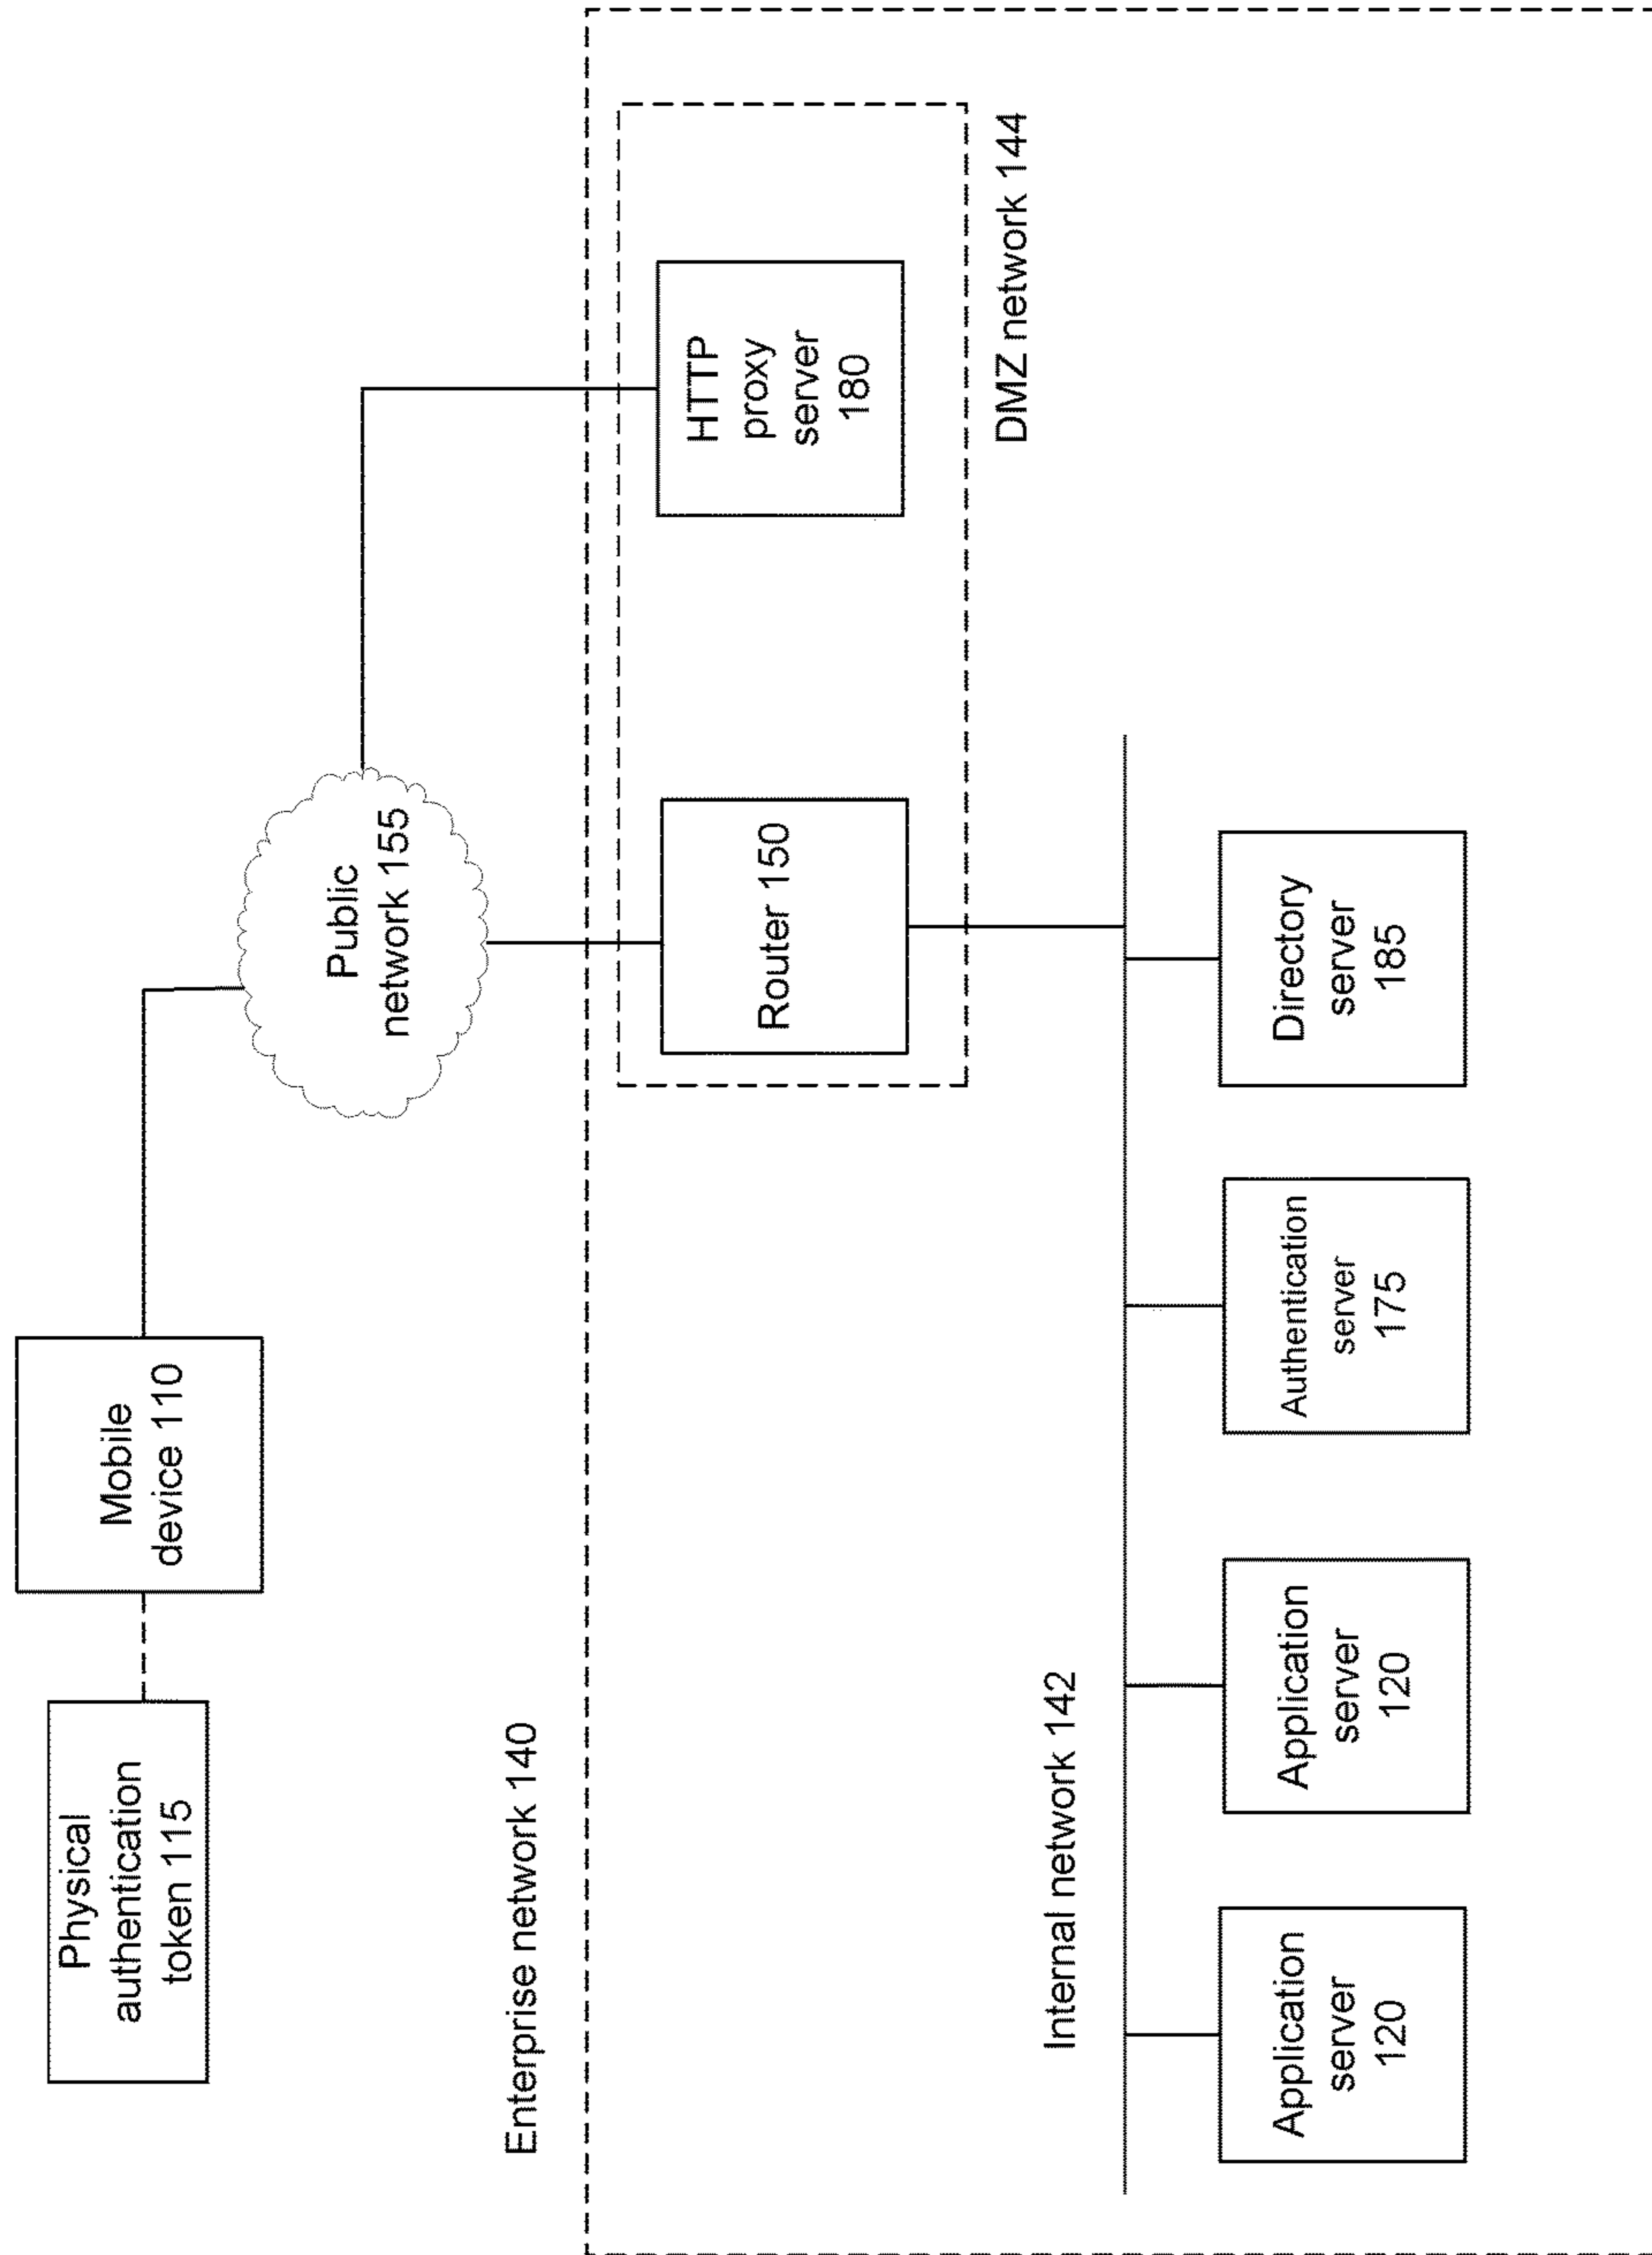 Physical
authentication
token 115
Mobile
device 110
Public
network 155
Enterprise network 140
Router 150
HTTP
proxy
server
180
DMZ network 144
Internal network 142
Application
server
120
Application
server
120
Authentication
server
175
Directory
server
185